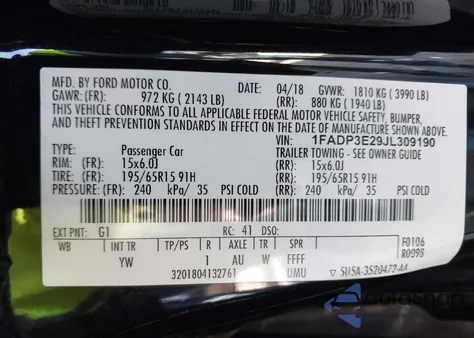 MFD. BY FORD MOTOR CO. 04/18 GVWR: 1810 KG (3990 LB)
GAWR: (FR): 972 KG (2143 LB) (RR): 880 KG (1940 LB)
THIS VEHICLE CONFORMS TO ALL APPLICABLE FEDERAL MOTOR VEHICLE SAFETY, BUMPER,
AND THEFT PREVENTION STANDARDS IN EFFECT ON THE DATE OF MANUFACTURE SHOWN ABOVE.
VIN: 1FADP3E29JL309190
TYPE: Passenger Car TRAILER TOWING - SEE OWNER GUIDE
RIM (FR): 15x6.0J (RR): 15x6.0J
TIRE: (FR): 195/65R15 91H (RR): 195/65R15 91H
PRESSURE: (FR): 240 kPa/ 35 PSI COLD (RR): 240 kPa/ 35 PSI COLD
EXT PNT: G1 RC: 41 DSO: F0106
WB INT TR TP/PS R AXLE TR SPR R0098
YW 1 AU W FFFF
3201804132761 UMU 5U5A-3520472-AA
autosnap